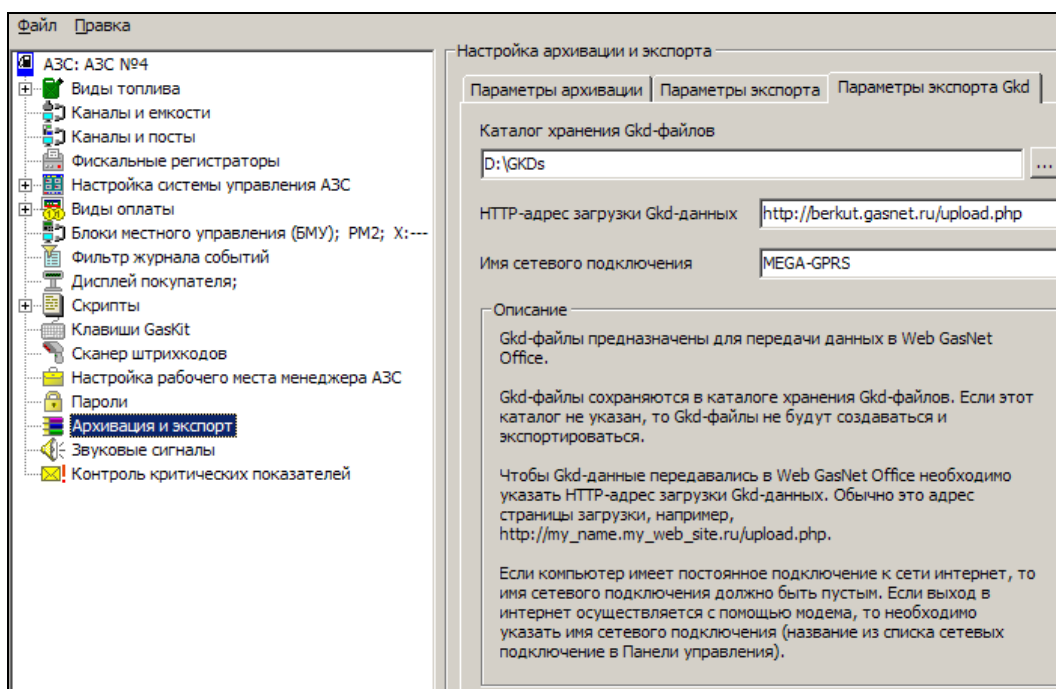 Файл Правка
АЗС: АЗС №4
Виды топлива
Каналы и емкости
Каналы и посты
Фискальные регистраторы
Настройка системы управления АЗС
Виды оплаты
Блоки местного управления (БМУ); РМ2; X:---
Фильтр журнала событий
Дисплей покупателя;
Скрипты
Клавиши GasKit
Сканер штрихкодов
Настройка рабочего места менеджера АЗС
Пароли
Архивация и экспорт
Звуковые сигналы
Контроль критических показателей
Настройка архивации и экспорта
Параметры архивации Параметры экспорта Параметры экспорта Gkd
Каталог хранения Gkd-файлов
D:\GKDs
...
HTTP-адрес загрузки Gkd-данных http://berkut.gasnet.ru/upload.php
Имя сетевого подключения MEGA-GPRS
Описание
Gkd-файлы предназначены для передачи данных в Web GasNet
Office.
Gkd-файлы сохраняются в каталоге хранения Gkd-файлов. Если этот
каталог не указан, то Gkd-файлы не будут создаваться и
экспортироваться.
Чтобы Gkd-данные передавались в Web GasNet Office необходимо
указать HTTP-адрес загрузки Gkd-данных. Обычно это адрес
страницы загрузки, например,
http://my_name.my_web_site.ru/upload.php.
Если компьютер имеет постоянное подключение к сети интернет, то
имя сетевого подключения должно быть пустым. Если выход в
интернет осуществляется с помощью модема, то необходимо
указать имя сетевого подключения (название из списка сетевых
подключение в Панели управления).